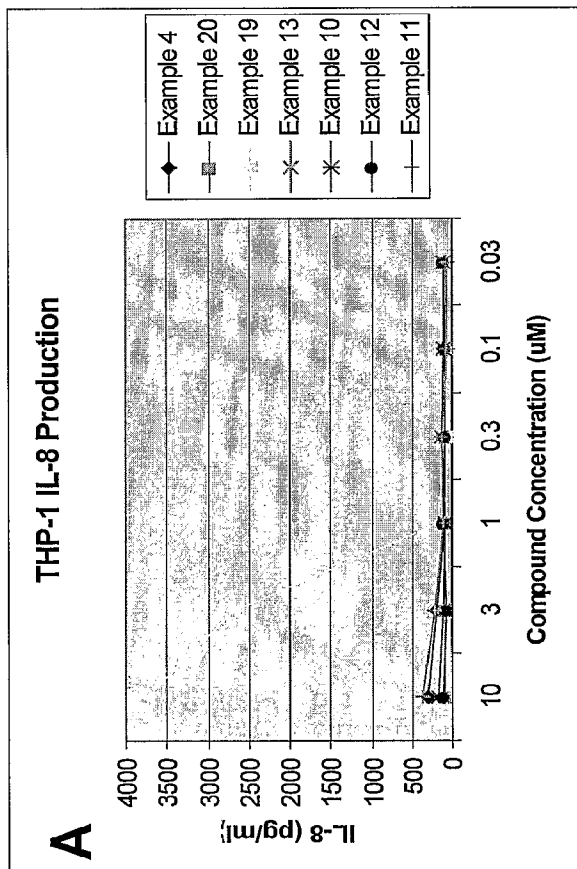 A
THP-1 IL-8 Production
IL-8 (pg/ml)
4000
3500
3000
2500
2000
1500
1000
500
0
10
3
1
0.3
0.1
0.03
Compound Concentration (uM)
Example 4
Example 20
Example 19
Example 13
Example 10
Example 12
Example 11